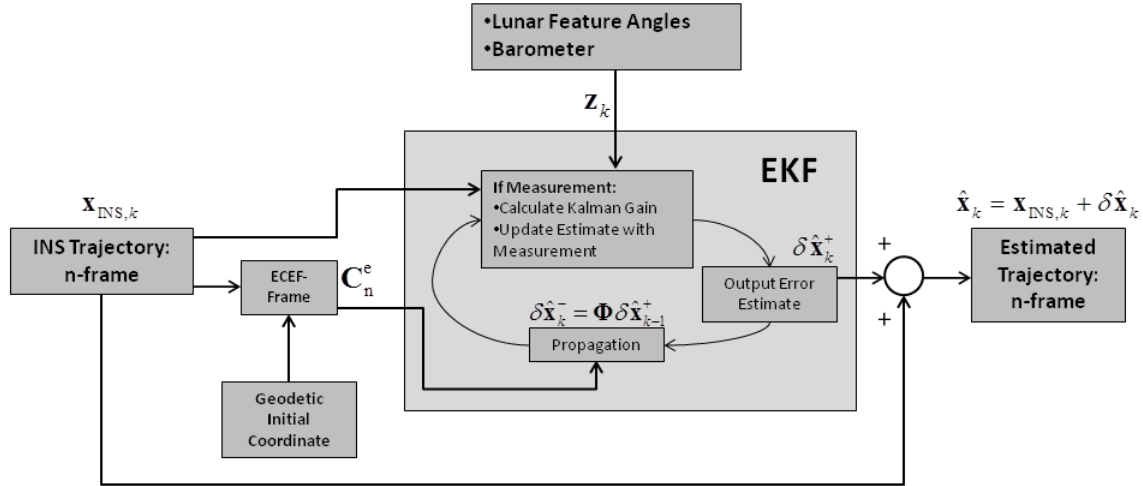 •Lunar Feature Angles
•Barometer
z_k
EKF
If Measurement:
•Calculate Kalman Gain
•Update Estimate with
Measurement
x_INS,k
INS Trajectory:
n-frame
ECEF-
Frame
C_n^e
Geodetic
Initial
Coordinate
δx̂_k^- = Φδx̂_k-1^+
Propagation
δx̂_k^+
Output Error
Estimate
+
+
x̂_k = x_INS,k + δx̂_k
Estimated
Trajectory:
n-frame